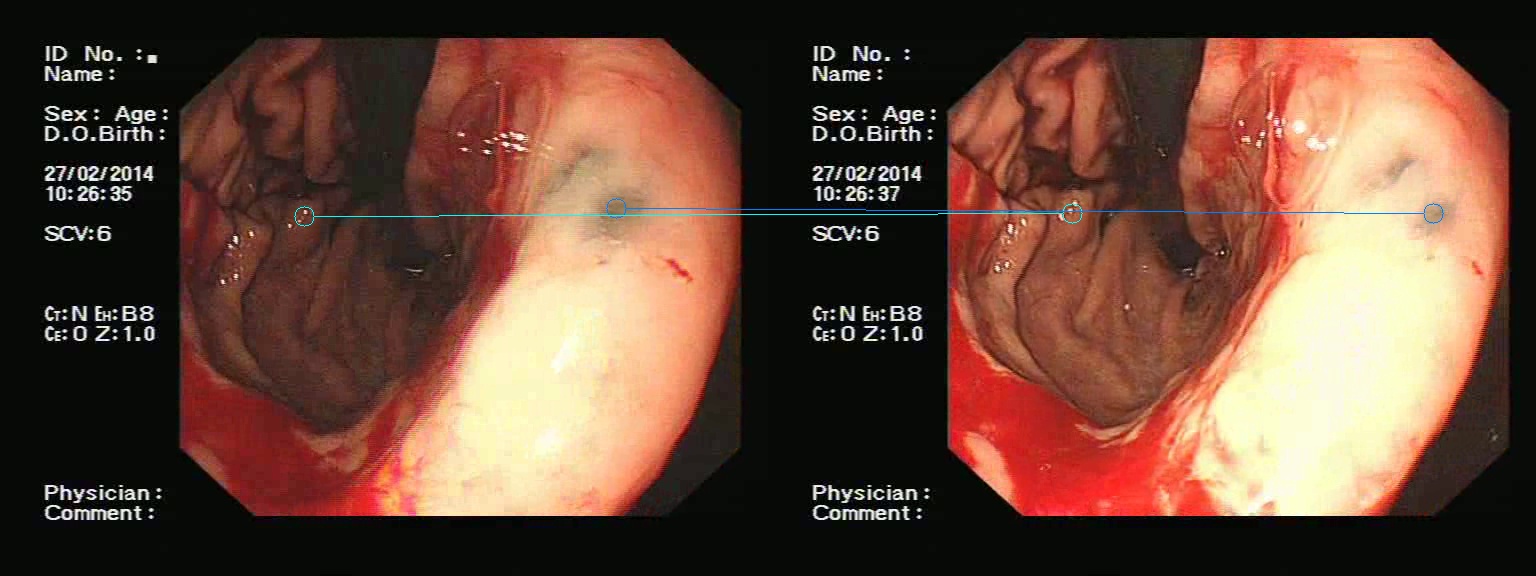 ID No. :
Name:
Sex: Age:
D.O.Birth:
27/02/2014
10:26:35
SCV:6
CT:N EH:B8
CE:0 Z:1.0
Physician:
Comment:
ID No. :
Name:
Sex: Age:
D.O.Birth:
27/02/2014
10:26:37
SCV:6
CT:N EH:B8
CE:0 Z:1.0
Physician:
Comment: